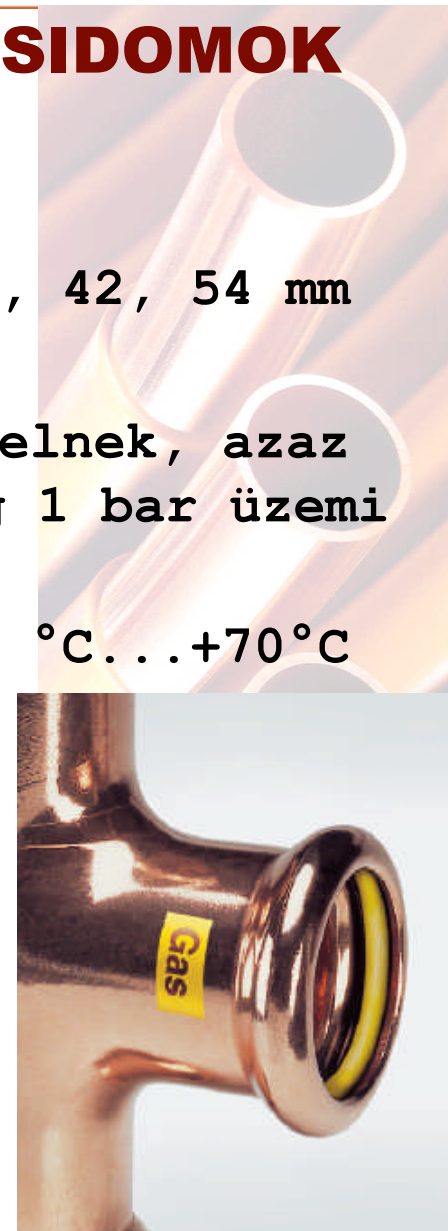 SIDOMOK
, 42, 54 mm
elnek, azaz
1 bar üzemi
°C...+70°C
Gas